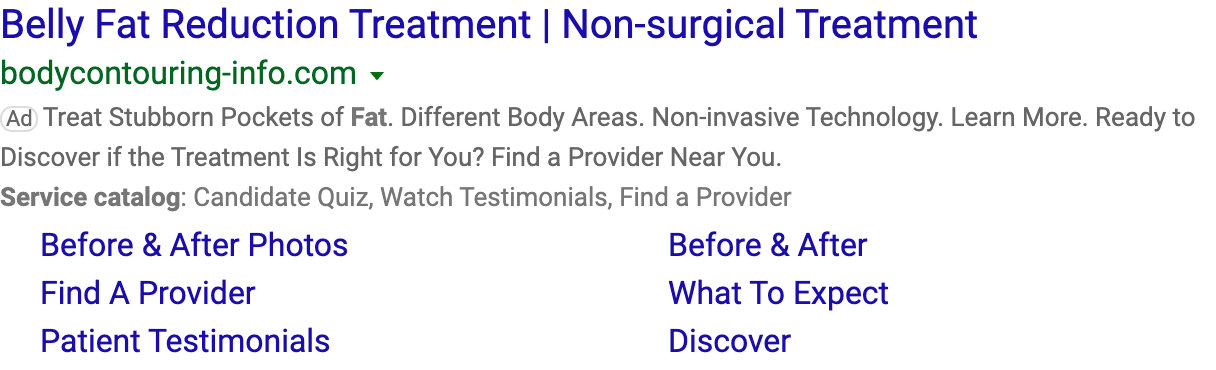 Belly Fat Reduction Treatment | Non-surgical Treatment
bodycontouring-info.com
Ad Treat Stubborn Pockets of Fat. Different Body Areas. Non-invasive Technology. Learn More. Ready to
Discover if the Treatment Is Right for You? Find a Provider Near You.
Service catalog: Candidate Quiz, Watch Testimonials, Find a Provider
Before & After Photos
Before & After
Find A Provider
What To Expect
Patient Testimonials
Discover